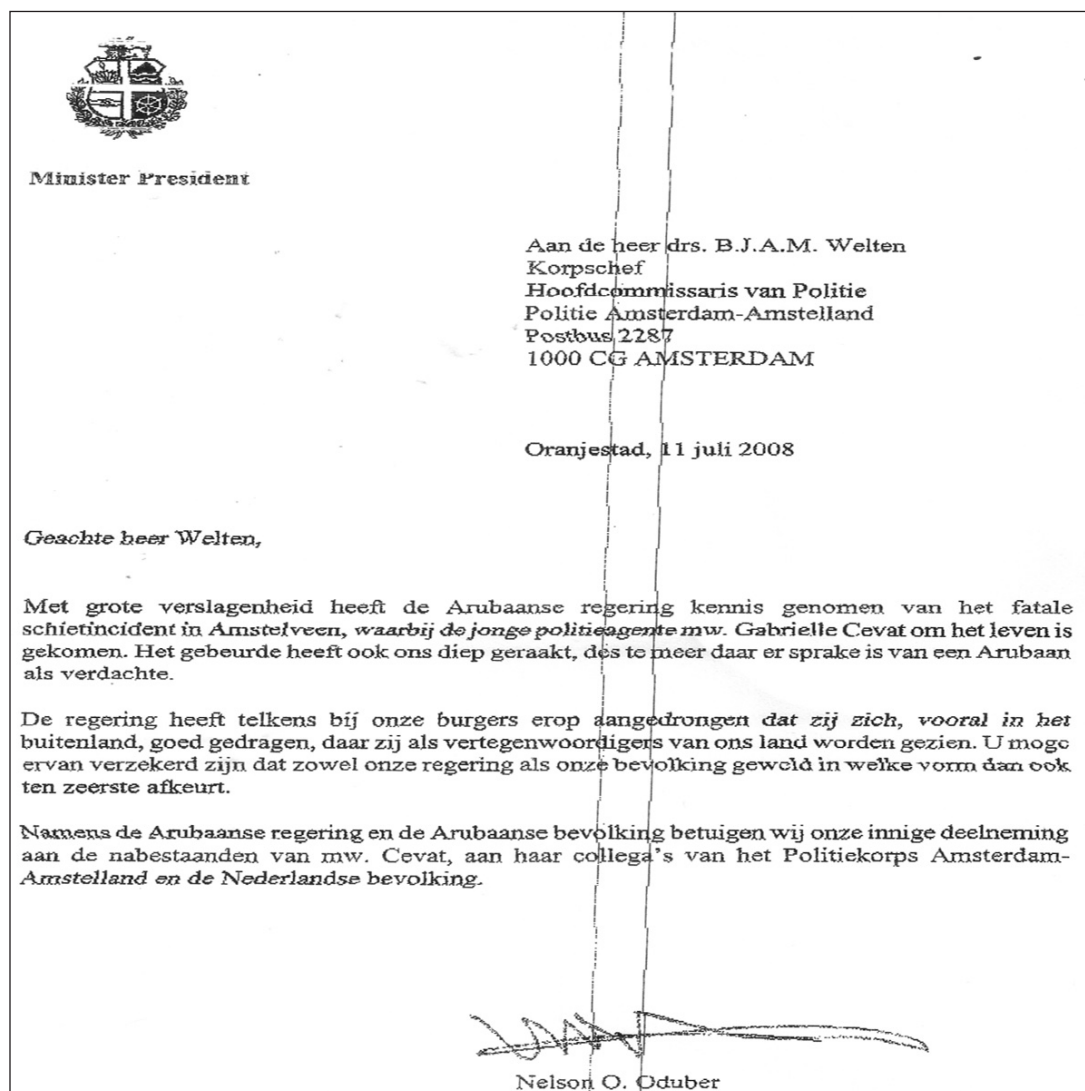 Minister President
Aan de heer drs. B.J.A.M. Welten
Korpschef
Hoofdcommissaris van Politie
Politie Amsterdam-Amstelland
Postbus 2287
1000 CG AMSTERDAM
Oranjestad, 11 juli 2008
Geachte heer Welten,
Met grote verslagenheid heeft de Arubaanse regering kennis genomen van het fatale
schietincident in Amstelveen, waarbij de jonge politieagente mw. Gabrielle Cevat om het leven is
gekomen. Het gebeurde heeft ook ons diep geraakt, des te meer daar er sprake is van een Arubaan
als verdachte.
De regering heeft telkens bij onze burgers erop aangedrongen dat zij zich, vooral in het
buitenland, goed gedragen, daar zij als vertegenwoordigers van ons land worden gezien. U moge
ervan verzekerd zijn dat zowel onze regering als onze bevolking geweld in welke vorm dan ook
ten zeerste afkeurt.
Namens de Arubaanse regering en de Arubaanse bevolking betuigen wij onze innige deelneming
aan de nabestaanden van mw. Cevat, aan haar collega's van het Politiekorps Amsterdam-
Amstelland en de Nederlandse bevolking.
Nelson O. Oduber